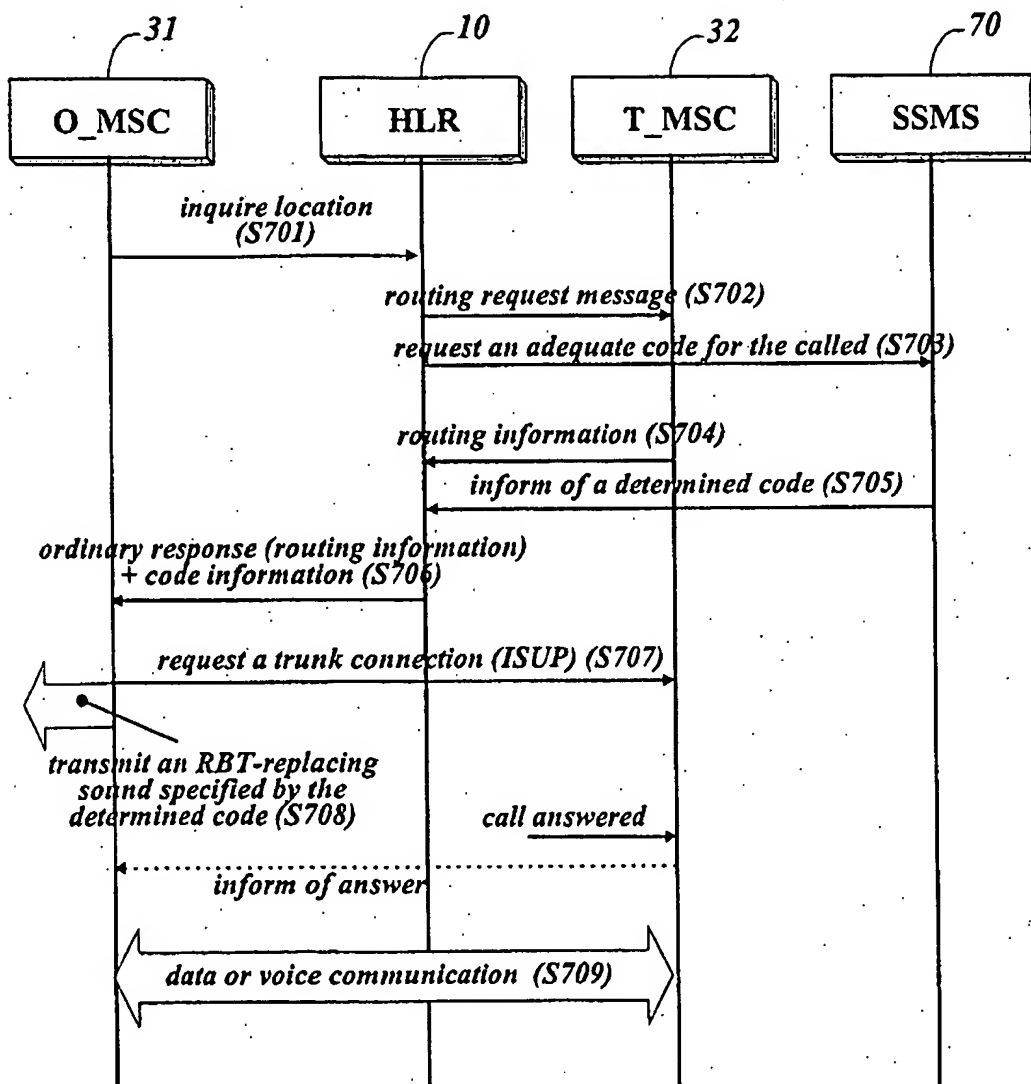 31
10
32
70
O_MSC
HLR
T_MSC
SSMS
inquire location
(S701)
routing request message (S702)
request an adequate code for the called (S703)
routing information (S704)
inform of a determined code (S705)
ordinary response (routing information)
+ code information (S706)
request a trunk connection (ISUP) (S707)
transmit an RBT-replacing
sound specified by the
determined code (S708)
call answered
inform of answer
data or voice communication (S709)